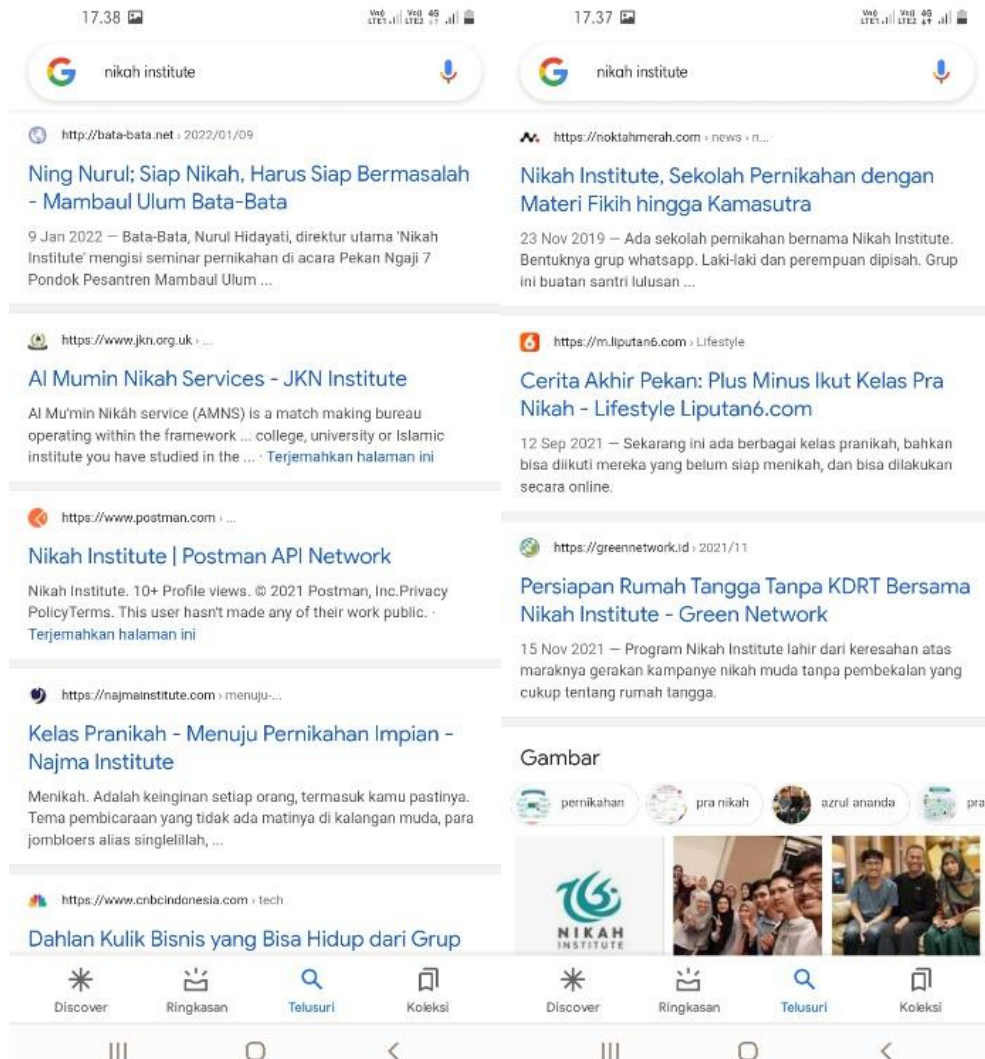 17.38
Vo)) LTE1 Vo)) LTE2 4G
nikah institute
http://bata-bata.net › 2022/01/09
Ning Nurul; Siap Nikah, Harus Siap Bermasalah
- Mambaul Ulum Bata-Bata
9 Jan 2022 — Bata-Bata, Nurul Hidayati, direktur utama 'Nikah
Institute' mengisi seminar pernikahan di acara Pekan Ngaji 7
Pondok Pesantren Mambaul Ulum ...
https://www.jkn.org.uk › ...
Al Mumin Nikah Services - JKN Institute
Al Mu'min Nikâh service (AMNS) is a match making bureau
operating within the framework ... college, university or Islamic
institute you have studied in the ... · Terjemahkan halaman ini
https://www.postman.com › ...
Nikah Institute | Postman API Network
Nikah Institute. 10+ Profile views. © 2021 Postman, Inc.Privacy
PolicyTerms. This user hasn't made any of their work public. ·
Terjemahkan halaman ini
https://najmainstitute.com › menuju-...
Kelas Pranikah - Menuju Pernikahan Impian -
Najma Institute
Menikah. Adalah keinginan setiap orang, termasuk kamu pastinya.
Tema pembicaraan yang tidak ada matinya di kalangan muda, para
jombloers alias singlelillah, ...
https://www.cnbcindonesia.com › tech
Dahlan Kulik Bisnis yang Bisa Hidup dari Grup
Discover
Ringkasan
Telusuri
Koleksi
17.37
Vo)) LTE1 Vo)) LTE2 4G
nikah institute
https://noktahmerah.com › news › n...
Nikah Institute, Sekolah Pernikahan dengan
Materi Fikih hingga Kamasutra
23 Nov 2019 — Ada sekolah pernikahan bernama Nikah Institute.
Bentuknya grup whatsapp. Laki-laki dan perempuan dipisah. Grup
ini buatan santri lulusan ...
https://m.liputan6.com › Lifestyle
Cerita Akhir Pekan: Plus Minus Ikut Kelas Pra
Nikah - Lifestyle Liputan6.com
12 Sep 2021 — Sekarang ini ada berbagai kelas pranikah, bahkan
bisa diikuti mereka yang belum siap menikah, dan bisa dilakukan
secara online.
https://greennetwork.id › 2021/11
Persiapan Rumah Tangga Tanpa KDRT Bersama
Nikah Institute - Green Network
15 Nov 2021 — Program Nikah Institute lahir dari keresahan atas
maraknya gerakan kampanye nikah muda tanpa pembekalan yang
cukup tentang rumah tangga.
Gambar
pernikahan
pra nikah
azrul ananda
pra
NIKAH
INSTITUTE
Discover
Ringkasan
Telusuri
Koleksi